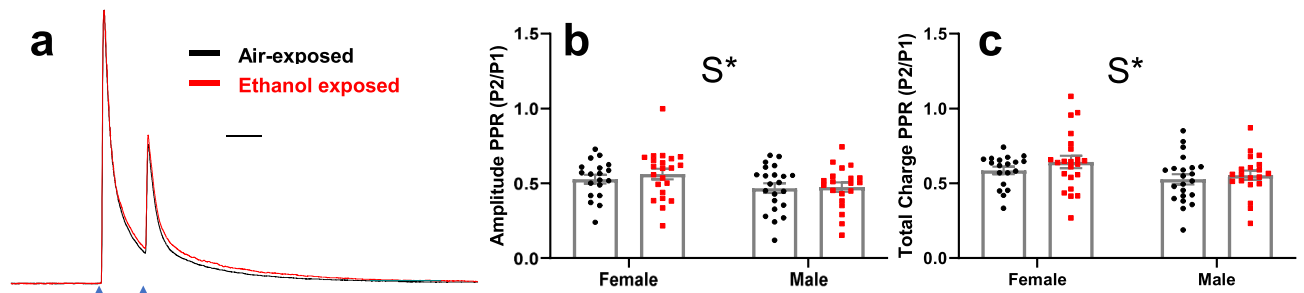 a
Air-exposed
Ethanol exposed
b
S*
Amplitude PPR (P2/P1)
1.5
1.0
0.5
0.0
Female
Male
c
S*
Total Charge PPR (P2/P1)
1.5
1.0
0.5
0.0
Female
Male